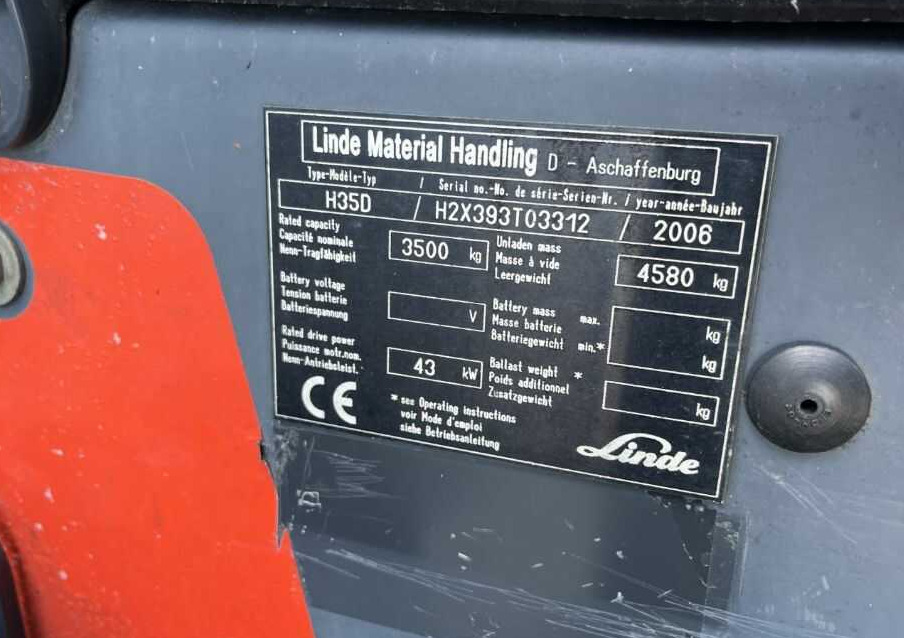 Linde Material Handling D - Aschaffenburg
Type-Modèle-Typ / Serial no.-No. de série-Serien-Nr. / year-année-Baujahr
H35D / H2X393T03312 / 2006
Rated capacity
Capacité nominale
Nenn-Tragfähigkeit
3500 kg
Unladen mass
Masse à vide
Leergewicht
4580 kg
Battery voltage
Tension batterie
Batteriespannung
V
Battery mass max.
Masse batterie
Batteriegewicht min.*
kg
kg
Rated drive power
Puissance motr.nom.
Nenn-Antriebsleist.
43 kW
Ballast weight *
Poids additionnel
Zusatzgewicht
kg
CE
* see Operating instructions
voir Mode d'emploi
siehe Betriebsanleitung
Linde